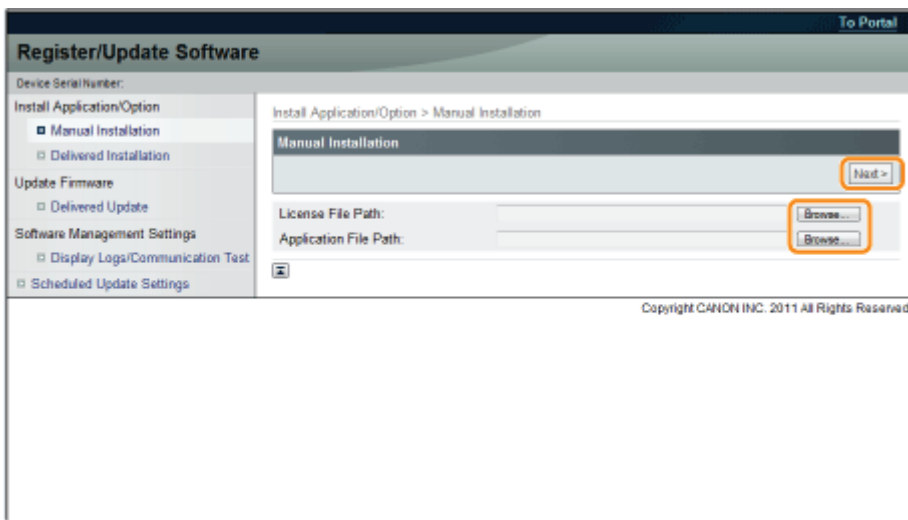 To Portal
Register/Update Software
Device Serial Number:
Install Application/Option
Manual Installation
Delivered Installation
Update Firmware
Delivered Update
Software Management Settings
Display Logs/Communication Test
Scheduled Update Settings
Install Application/Option > Manual Installation
Manual Installation
Next >
License File Path: Browse...
Application File Path: Browse...
Copyright CANON INC. 2011 All Rights Reserved